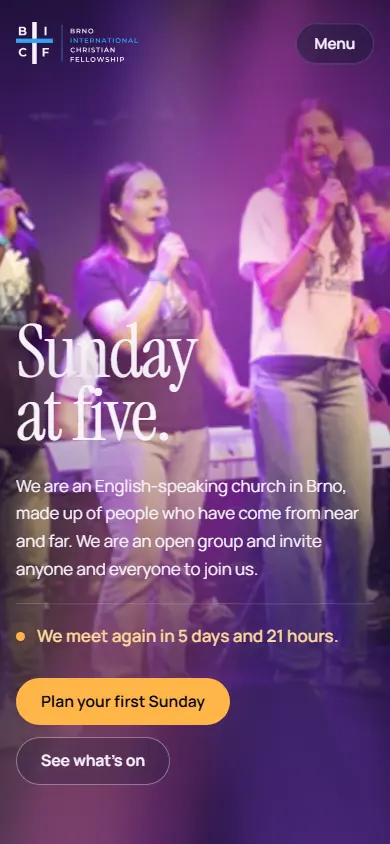 B I
C F
BRNO
INTERNATIONAL
CHRISTIAN
FELLOWSHIP
Menu
Sunday
at five.
We are an English-speaking church in Brno,
made up of people who have come from near
and far. We are an open group and invite
anyone and everyone to join us.
We meet again in 5 days and 21 hours.
Plan your first Sunday
See what's on